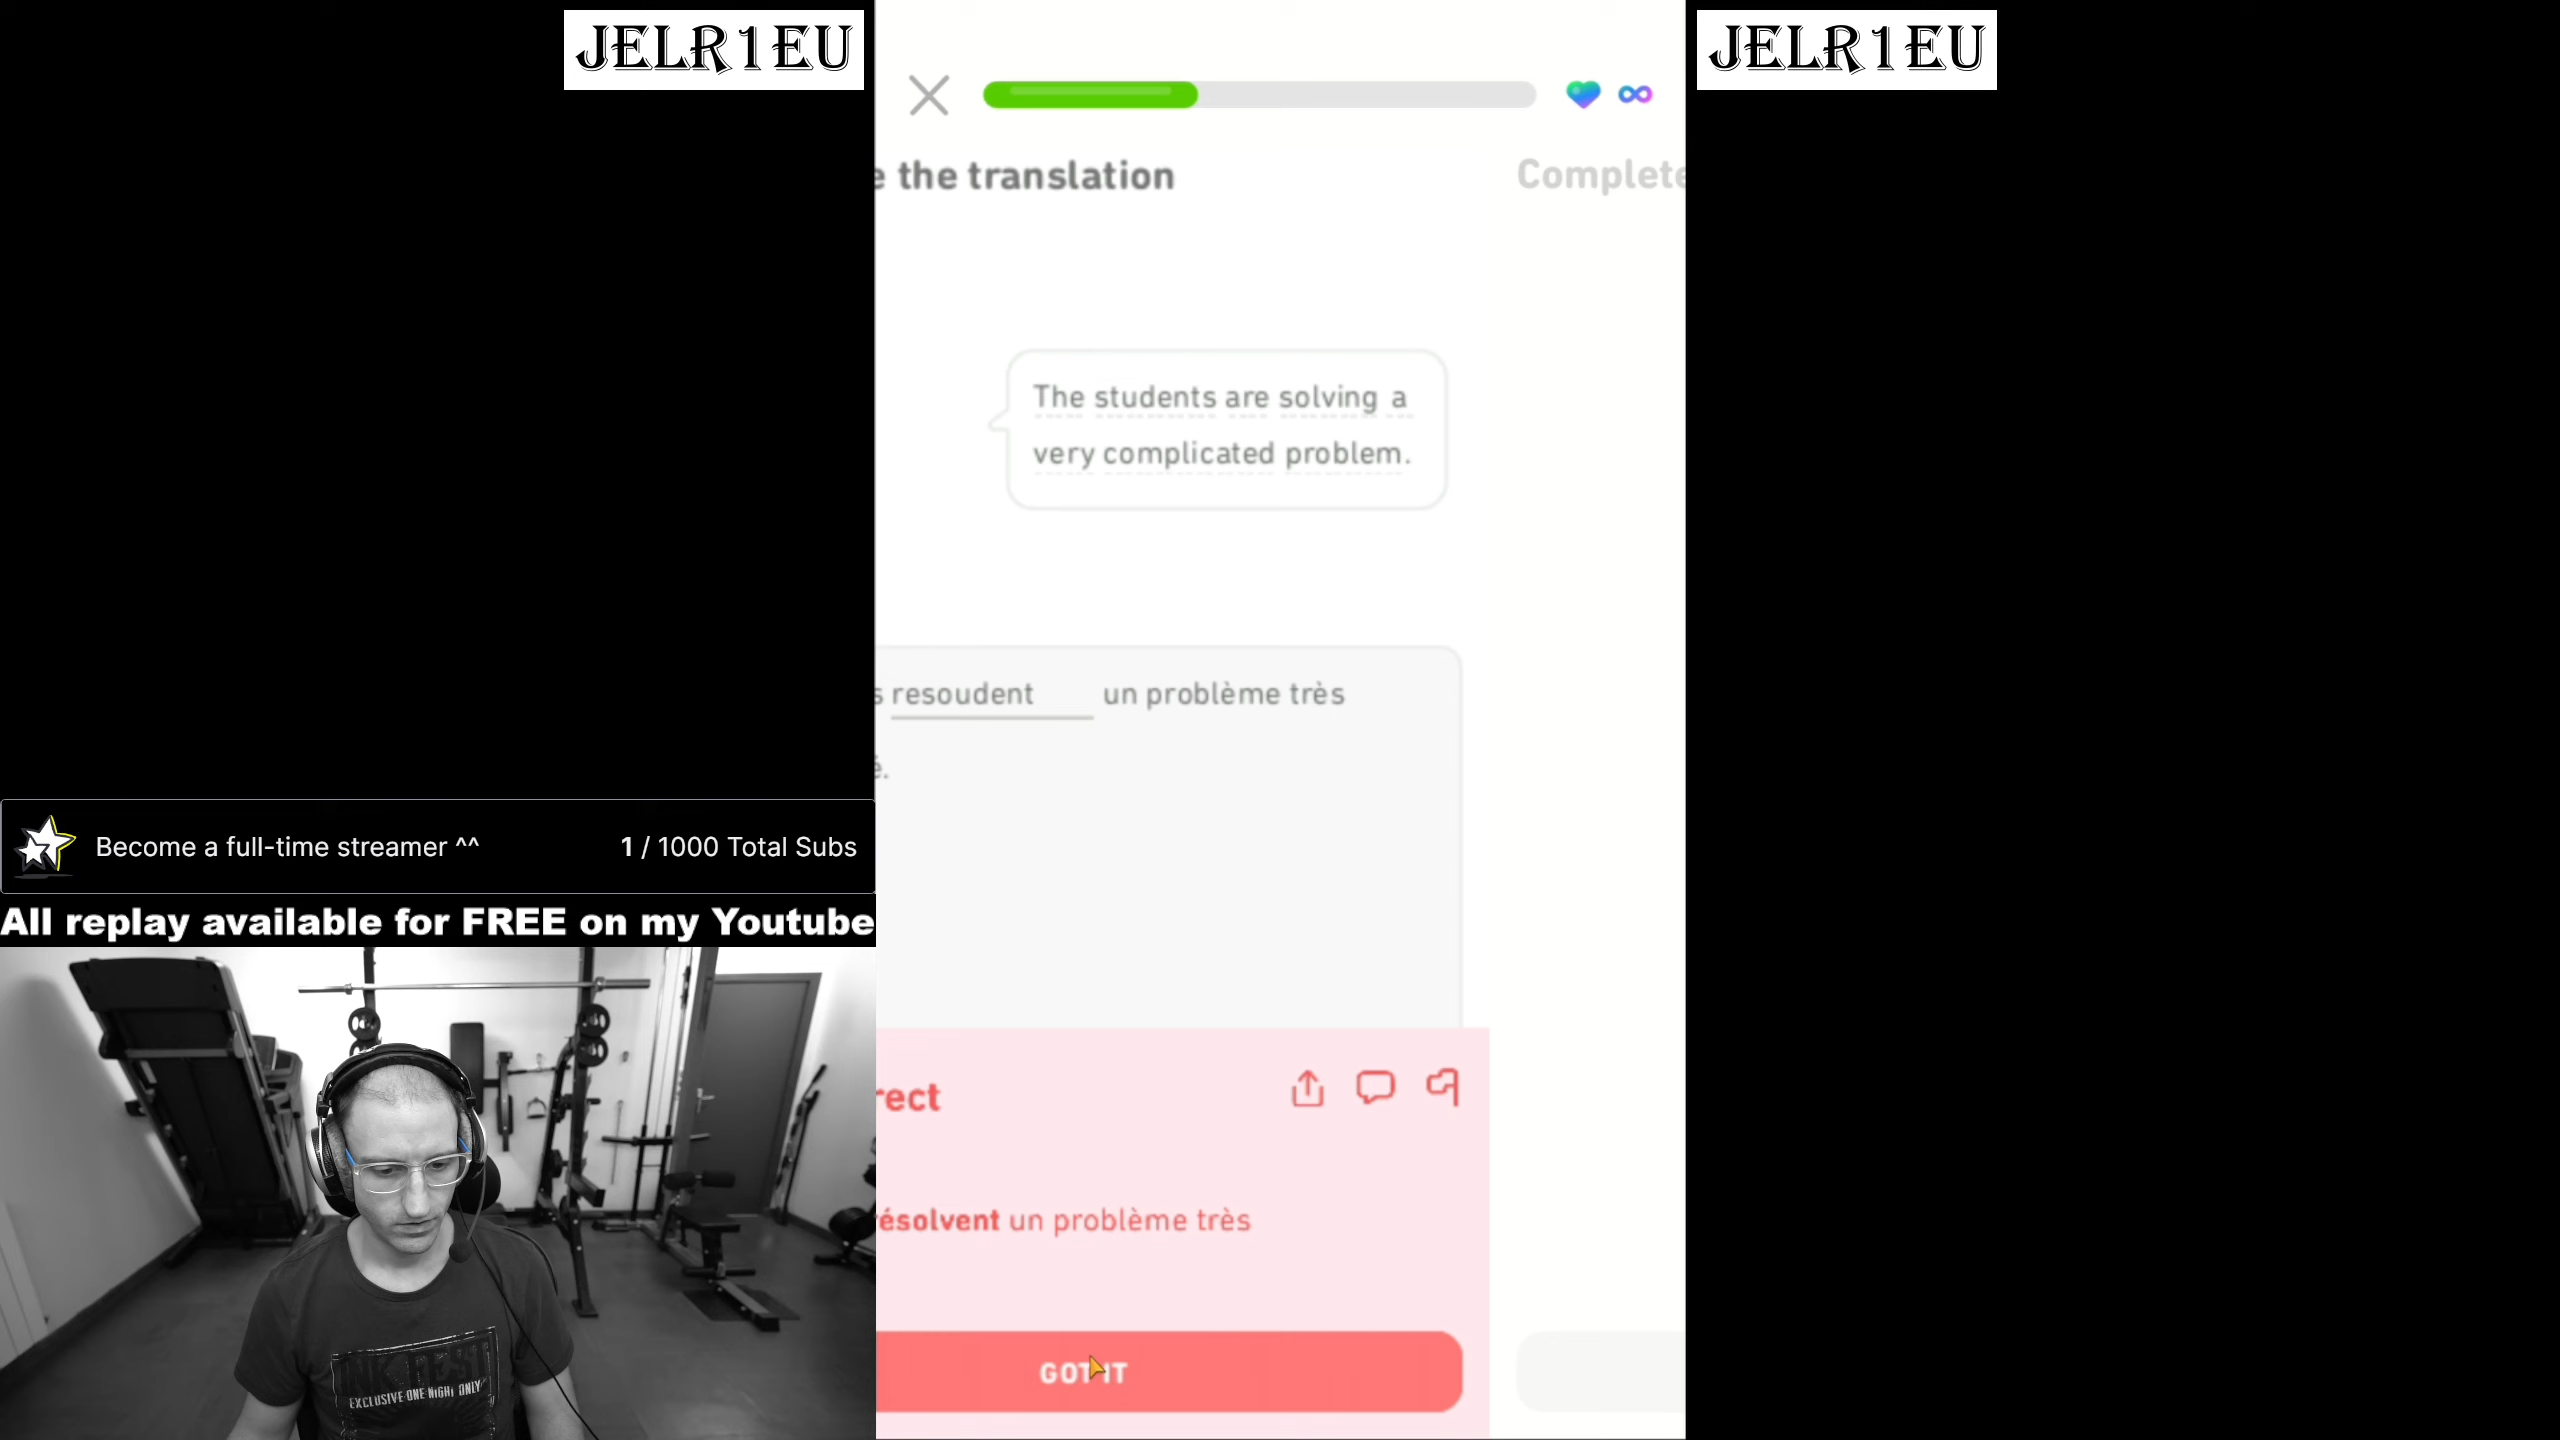 JELR1EU
JELR1EU
e the translation
Complete
The students are solving a
very complicated problem.
s resoudent un problème très
é.
rect
ésolvent un problème très
GOT IT
Become a full-time streamer ^^ 1 / 1000 Total Subs
All replay available for FREE on my Youtube
EXCLUSIVE ONE NIGHT ONLY